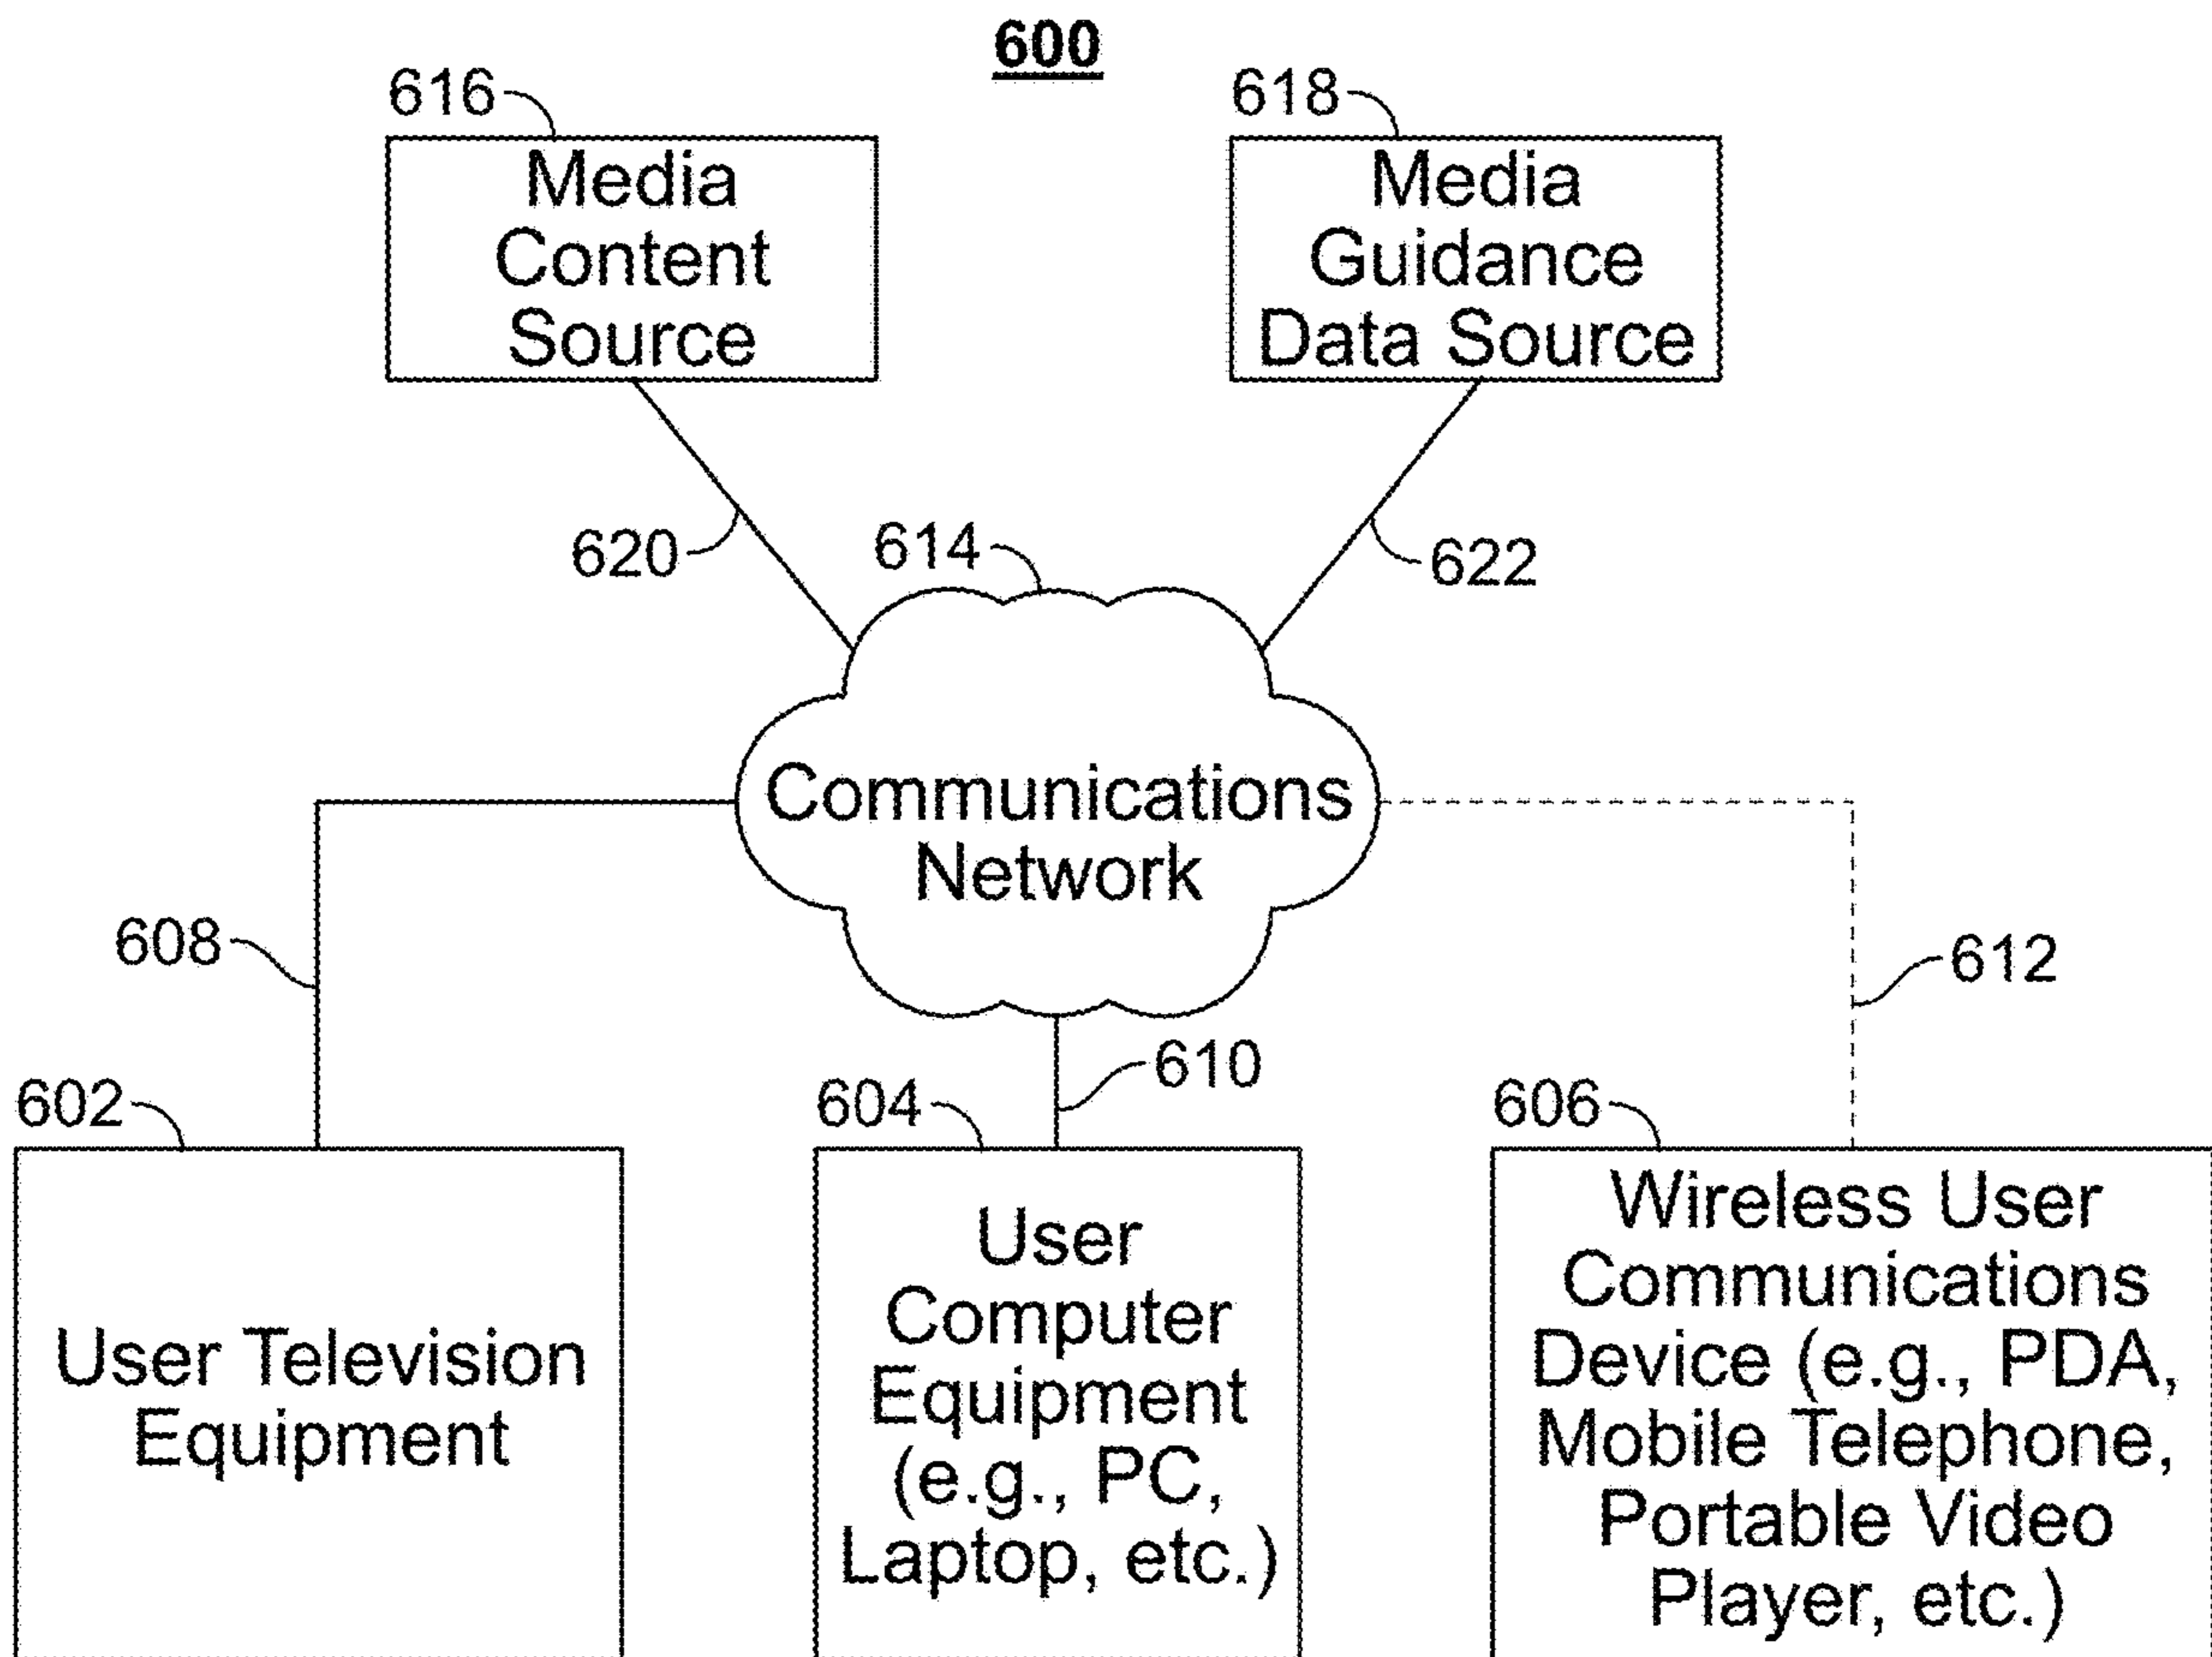 600
616
618
Media
Content
Source
Media
Guidance
Data Source
620
614
622
Communications
Network
608
612
610
602
604
606
User Television
Equipment
User
Computer
Equipment
(e.g., PC,
Laptop, etc.)
Wireless User
Communications
Device (e.g., PDA,
Mobile Telephone,
Portable Video
Player, etc.)